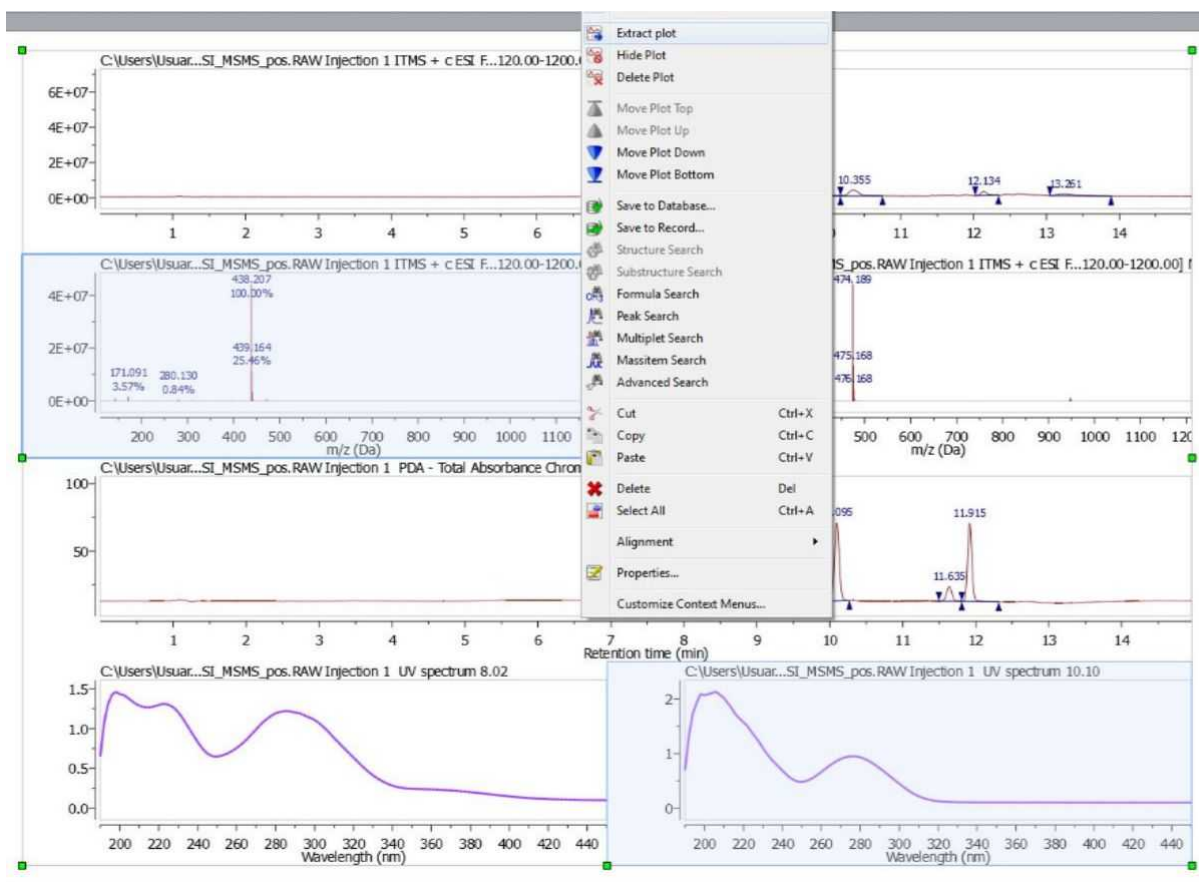 Extract plot
Hide Plot
Delete Plot
Move Plot Top
Move Plot Up
Move Plot Down
Move Plot Bottom
Save to Database...
Save to Record...
Structure Search
Substructure Search
Formula Search
Peak Search
Multiplet Search
Massitem Search
Advanced Search
Cut Ctrl+X
Copy Ctrl+C
Paste Ctrl+V
Delete Del
Select All Ctrl+A
Alignment
Properties...
Customize Context Menus...
C:\Users\Usuar...SI_MSMS_pos.RAW Injection 1 ITMS + c ESI F...120.00-1200.
6E+07
4E+07
2E+07
0E+00
10.355 12.134 13.261
1 2 3 4 5 6 11 12 13 14
C:\Users\Usuar...SI_MSMS_pos.RAW Injection 1 ITMS + c ESI F...120.00-1200.
S_pos.RAW Injection 1 ITMS + c ESI F...120.00-1200.00]
4E+07
2E+07
0E+00
438.207
100.00%
439.164
25.46%
171.091
3.57%
280.130
0.84%
474.189
475.168
476.168
200 300 400 500 600 700 800 900 1000 1100
m/z (Da)
500 600 700 800 900 1000 1100 120
m/z (Da)
C:\Users\Usuar...SI_MSMS_pos.RAW Injection 1 PDA - Total Absorbance Chrom
100
50
095 11.635 11.915
1 2 3 4 5 6 7 8 9 10 11 12 13 14
Retention time (min)
C:\Users\Usuar...SI_MSMS_pos.RAW Injection 1 UV spectrum 8.02
1.5
1.0
0.5
0.0
200 220 240 260 280 300 320 340 360 380 400 420 440
Wavelength (nm)
C:\Users\Usuar...SI_MSMS_pos.RAW Injection 1 UV spectrum 10.10
2
1
0
200 220 240 260 280 300 320 340 360 380 400 420 440
Wavelength (nm)